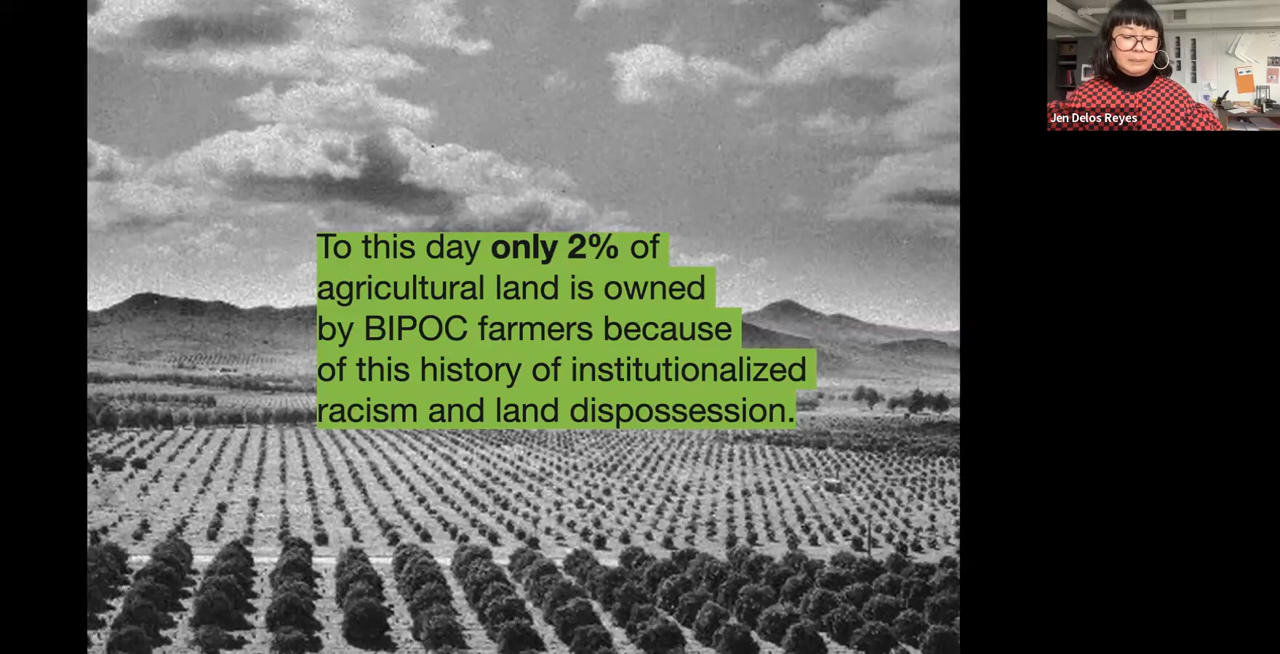 To this day only 2% of
agricultural land is owned
by BIPOC farmers because
of this history of institutionalized
racism and land dispossession.
Jen Delos Reyes